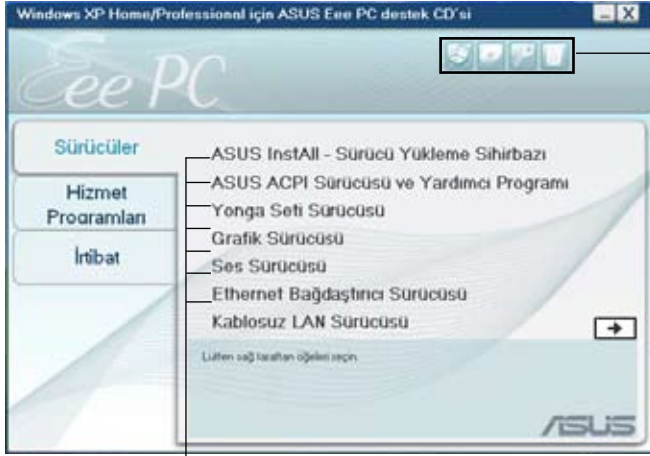 Windows XP Home/Professional için ASUS Eee PC destek CD'si
Eee PC
Sürücüler
Hizmet
Programları
İrtibat
ASUS InstAll - Sürücü Yükleme Sihirbazı
ASUS ACPI Sürücüsü ve Yardımcı Programı
Yonga Seti Sürücüsü
Grafik Sürücüsü
Ses Sürücüsü
Ethernet Bağdaştırıcı Sürücüsü
Kablosuz LAN Sürücüsü
Lütfen sağ taraftan öğeleri seçin.
ASUS